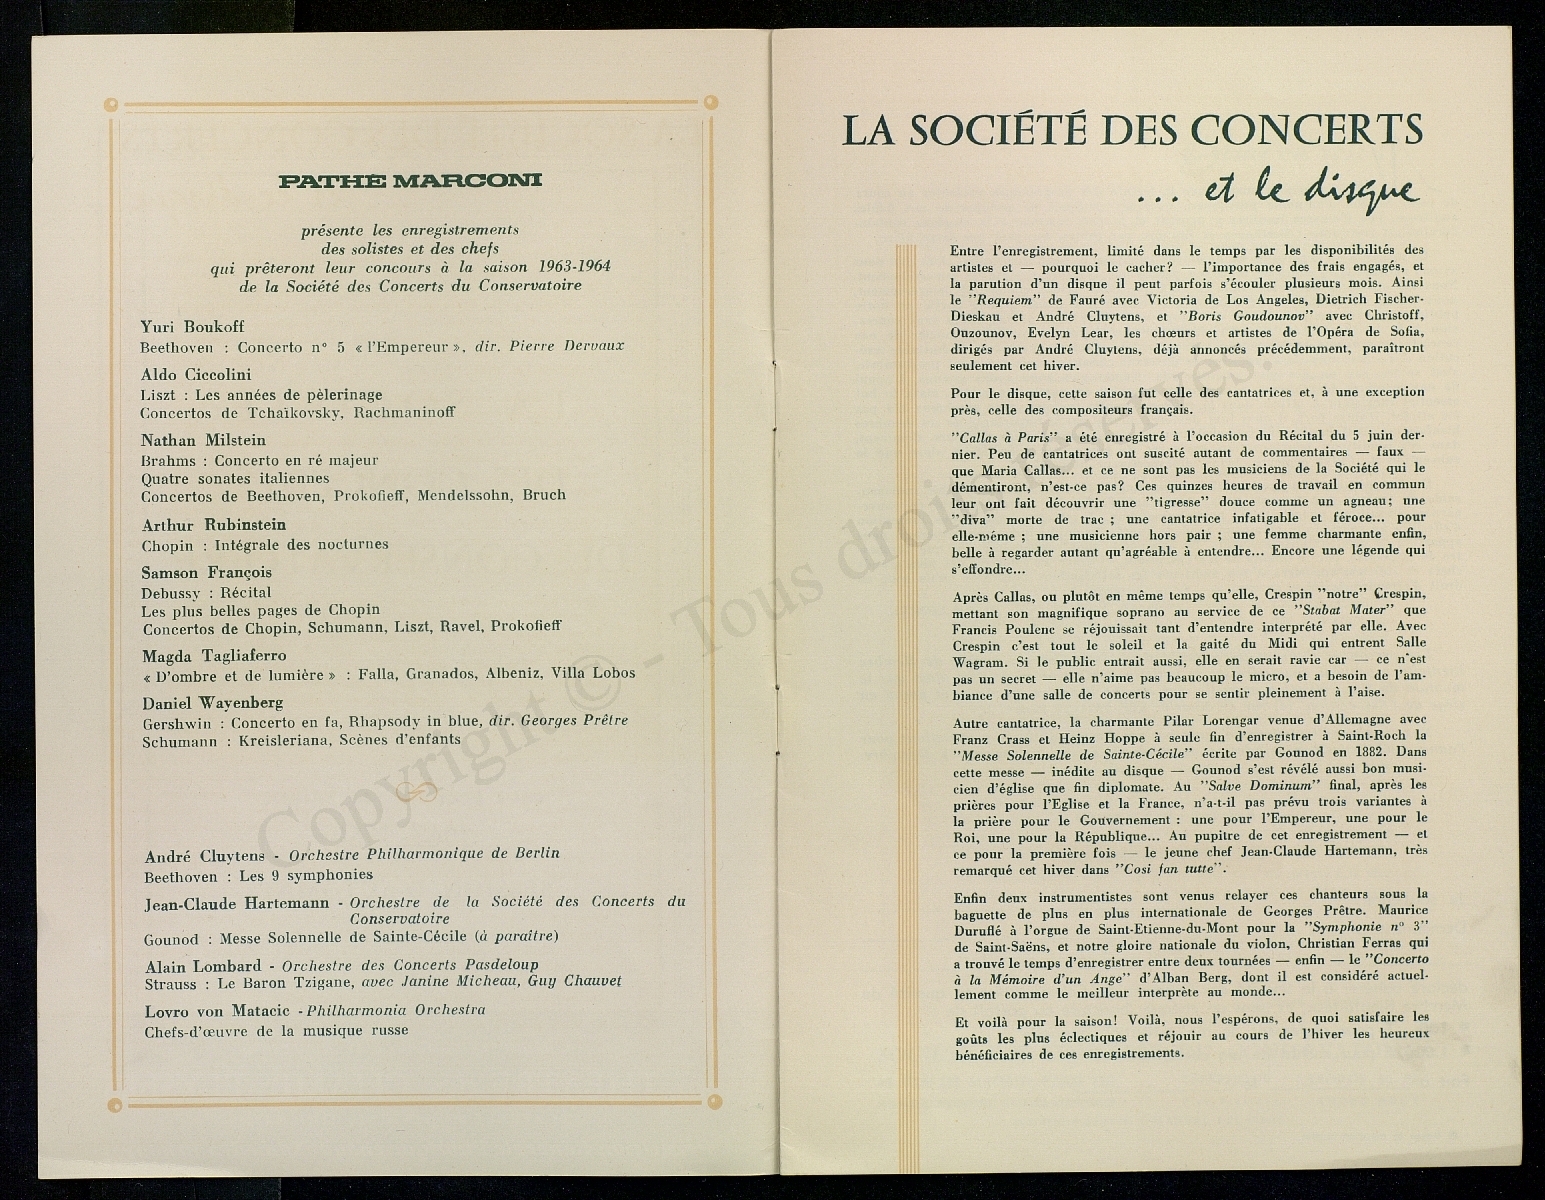 PATHÉ MARCONI
présente les enregistrements
des solistes et des chefs
qui prêteront leur concours à la saison 1963-1964
de la Société des Concerts du Conservatoire
Yuri Boukoff
Beethoven : Concerto n° 5 « l'Empereur », dir. Pierre Dervaux
Aldo Ciccolini
Liszt : Les années de pèlerinage
Concertos de Tchaïkovsky, Rachmaninoff
Nathan Milstein
Brahms : Concerto en ré majeur
Quatre sonates italiennes
Concertos de Beethoven, Prokofieff, Mendelssohn, Bruch
Arthur Rubinstein
Chopin : Intégrale des nocturnes
Samson François
Debussy : Récital
Les plus belles pages de Chopin
Concertos de Chopin, Schumann, Liszt, Ravel, Prokofieff
Magda Tagliaferro
« D'ombre et de lumière » : Falla, Granados, Albeniz, Villa Lobos
Daniel Wayenberg
Gershwin : Concerto en fa, Rhapsody in blue, dir. Georges Prêtre
Schumann : Kreisleriana, Scènes d'enfants
André Cluytens - Orchestre Philharmonique de Berlin
Beethoven : Les 9 symphonies
Jean-Claude Hartemann - Orchestre de la Société des Concerts du
Conservatoire
Gounod : Messe Solennelle de Sainte-Cécile (à paraître)
Alain Lombard - Orchestre des Concerts Pasdeloup
Strauss : Le Baron Tzigane, avec Janine Micheau, Guy Chauvet
Lovro von Matacic - Philharmonia Orchestra
Chefs-d'œuvre de la musique russe
LA SOCIÉTÉ DES CONCERTS
... et le disque
Entre l'enregistrement, limité dans le temps par les disponibilités des
artistes et — pourquoi le cacher? — l'importance des frais engagés, et
la parution d'un disque il peut parfois s'écouler plusieurs mois. Ainsi
le "Requiem" de Fauré avec Victoria de Los Angeles, Dietrich Fischer-
Dieskau et André Cluytens, et "Boris Goudounov" avec Christoff,
Ouzounov, Evelyn Lear, les chœurs et artistes de l'Opéra de Sofia,
dirigés par André Cluytens, déjà annoncés précédemment, paraîtront
seulement cet hiver.
Pour le disque, cette saison fut celle des cantatrices et, à une exception
près, celle des compositeurs français.
"Callas à Paris" a été enregistré à l'occasion du Récital du 5 juin der-
nier. Peu de cantatrices ont suscité autant de commentaires — faux —
que Maria Callas... et ce ne sont pas les musiciens de la Société qui le
démentiront, n'est-ce pas? Ces quinzes heures de travail en commun
leur ont fait découvrir une "tigresse" douce comme un agneau; une
"diva" morte de trac ; une cantatrice infatigable et féroce... pour
elle-même ; une musicienne hors pair ; une femme charmante enfin,
belle à regarder autant qu'agréable à entendre... Encore une légende qui
s'effondre...
Après Callas, ou plutôt en même temps qu'elle, Crespin "notre" Crespin,
mettant son magnifique soprano au service de ce "Stabat Mater" que
Francis Poulenc se réjouissait tant d'entendre interprété par elle. Avec
Crespin c'est tout le soleil et la gaité du Midi qui entrent Salle
Wagram. Si le public entrait aussi, elle en serait ravie car — ce n'est
pas un secret — elle n'aime pas beaucoup le micro, et a besoin de l'am-
biance d'une salle de concerts pour se sentir pleinement à l'aise.
Autre cantatrice, la charmante Pilar Lorengar venue d'Allemagne avec
Franz Crass et Heinz Hoppe à seule fin d'enregistrer à Saint-Roch la
"Messe Solennelle de Sainte-Cécile" écrite par Gounod en 1882. Dans
cette messe — inédite au disque — Gounod s'est révélé aussi bon musi-
cien d'église que fin diplomate. Au "Salve Dominum" final, après les
prières pour l'Eglise et la France, n'a-t-il pas prévu trois variantes à
la prière pour le Gouvernement : une pour l'Empereur, une pour le
Roi, une pour la République... Au pupitre de cet enregistrement — et
ce pour la première fois — le jeune chef Jean-Claude Hartemann, très
remarqué cet hiver dans "Cosi fan tutte".
Enfin deux instrumentistes sont venus relayer ces chanteurs sous la
baguette de plus en plus internationale de Georges Prêtre. Maurice
Duruflé à l'orgue de Saint-Etienne-du-Mont pour la "Symphonie n° 3"
de Saint-Saëns, et notre gloire nationale du violon, Christian Ferras qui
a trouvé le temps d'enregistrer entre deux tournées — enfin — le "Concerto
à la Mémoire d'un Ange" d'Alban Berg, dont il est considéré actuel-
lement comme le meilleur interprète au monde...
Et voilà pour la saison! Voilà, nous l'espérons, de quoi satisfaire les
goûts les plus éclectiques et réjouir au cours de l'hiver les heureux
bénéficiaires de ces enregistrements.
Copyright © - Tous droits réservés.